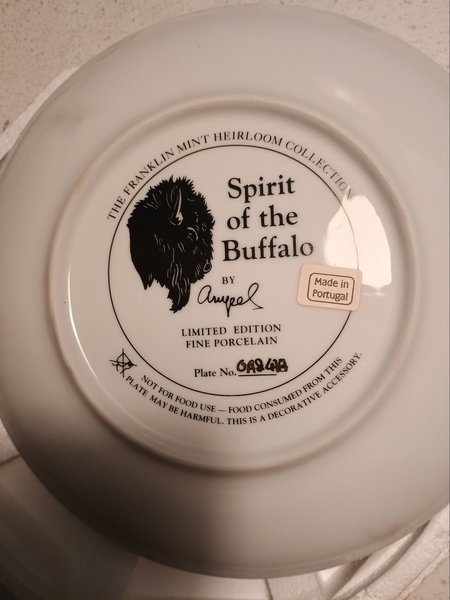 THE FRANKLIN MINT HEIRLOOM COLLECTION
Spirit
of the
Buffalo
BY
LIMITED EDITION
FINE PORCELAIN
Plate No.
Made in
Portugal
NOT FOR FOOD USE — FOOD CONSUMED FROM THIS
PLATE MAY BE HARMFUL. THIS IS A DECORATIVE ACCESSORY.